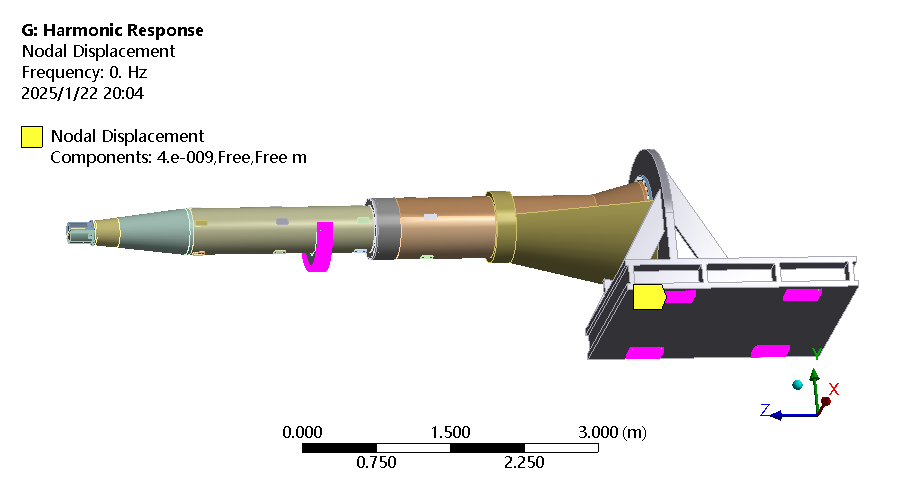 G: Harmonic Response
Nodal Displacement
Frequency: 0. Hz
2025/1/22 20:04
Nodal Displacement
Components: 4.e-009,Free,Free m
Y
X
Z
0.000 1.500 3.000 (m)
0.750 2.250